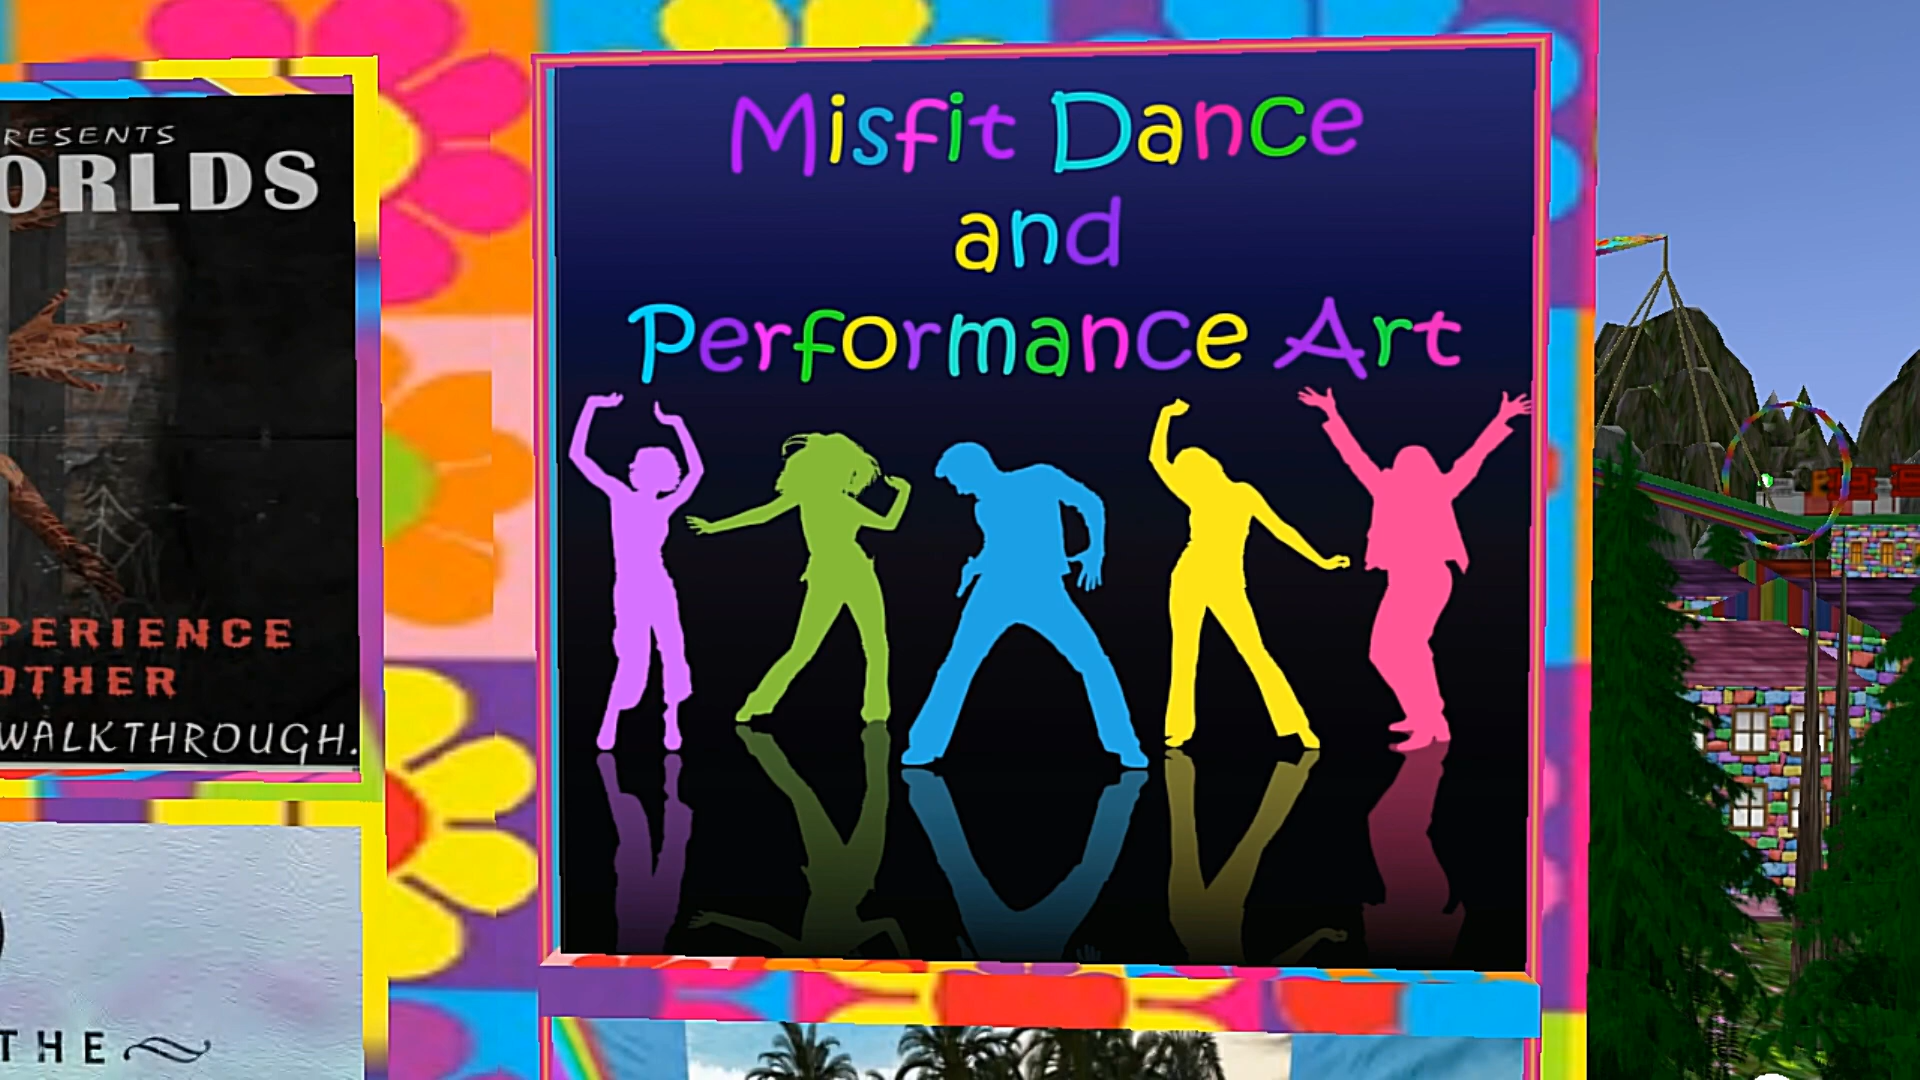 RESENTS
ORLDS
PERIENCE
OTHER
WALKTHROUGH.
THE
Misfit Dance
and
Performance Art